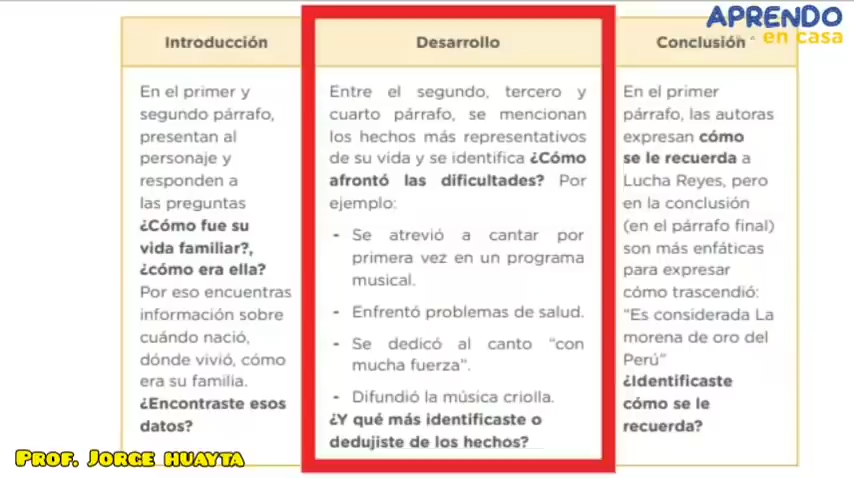 APRENDO
en casa
Introducción
En el primer y
segundo párrafo,
presentan al
personaje y
responden a
las preguntas
¿Cómo fue su
vida familiar?,
¿cómo era ella?
Por eso encuentras
información sobre
cuándo nació,
dónde vivió, cómo
era su familia.
¿Encontraste esos
datos?
Desarrollo
Entre el segundo, tercero y
cuarto párrafo, se mencionan
los hechos más representativos
de su vida y se identifica ¿Cómo
afrontó las dificultades? Por
ejemplo:
- Se atrevió a cantar por
primera vez en un programa
musical.
- Enfrentó problemas de salud.
- Se dedicó al canto “con
mucha fuerza”.
- Difundió la música criolla.
¿Y qué más identificaste o
dedujiste de los hechos?
Conclusión
En el primer
párrafo, las autoras
expresan cómo
se le recuerda a
Lucha Reyes, pero
en la conclusión
(en el párrafo final)
son más enfáticas
para expresar
cómo trascendió:
“Es considerada La
morena de oro del
Perú”
¿Identificaste
cómo se le
recuerda?
Prof. Jorge huayta